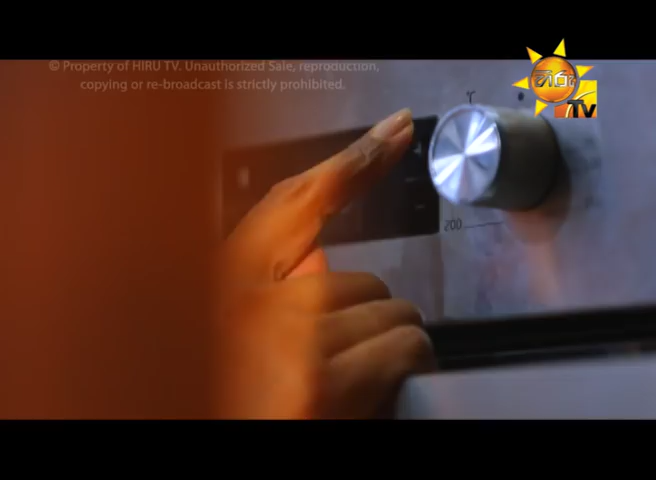 © Property of HIRU TV. Unauthorized Sale, reproduction,
copying or re-broadcast is strictly prohibited.
හිරු
TV
°C
200